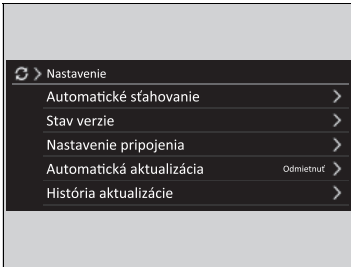 Nastavenie
Automatické sťahovanie
Stav verzie
Nastavenie pripojenia
Automatická aktualizácia Odmietnuť
História aktualizácie